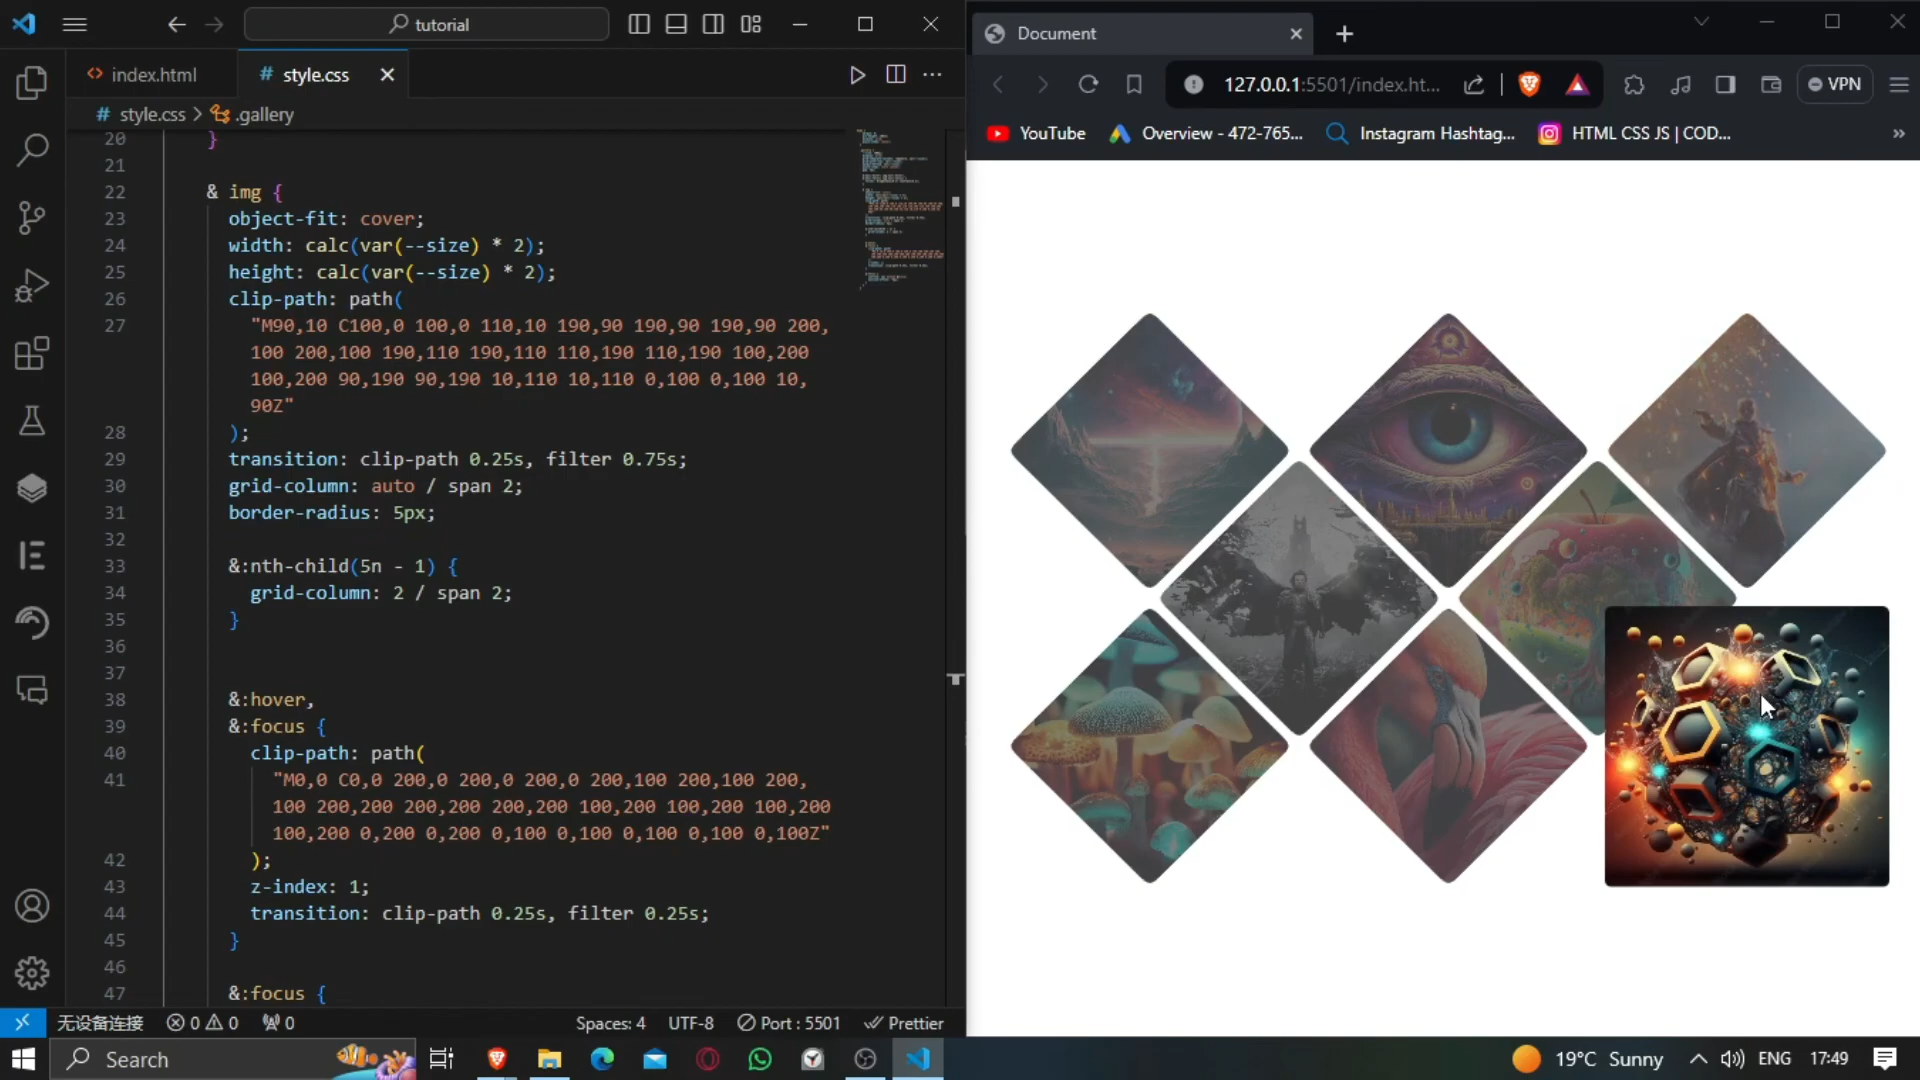 tutorial
index.html
# style.css
# style.css > .gallery
20 }
21
22 & img {
23 object-fit: cover;
24 width: calc(var(--size) * 2);
25 height: calc(var(--size) * 2);
26 clip-path: path(
27 "M90,10 C100,0 100,0 110,10 190,90 190,90 190,90 200,
100 200,100 190,110 190,110 110,190 110,190 100,200
100,200 90,190 90,190 10,110 10,110 0,100 0,100 10,
90Z"
28 );
29 transition: clip-path 0.25s, filter 0.75s;
30 grid-column: auto / span 2;
31 border-radius: 5px;
32
33 &:nth-child(5n - 1) {
34 grid-column: 2 / span 2;
35 }
36
37
38 &:hover,
39 &:focus {
40 clip-path: path(
41 "M0,0 C0,0 200,0 200,0 200,0 200,100 200,100 200,
100 200,200 200,200 200,200 100,200 100,200 100,200
100,200 0,200 0,200 0,100 0,100 0,100 0,100 0,100Z"
42 );
43 z-index: 1;
44 transition: clip-path 0.25s, filter 0.25s;
45 }
46
47 &:focus {
无设备连接 0 0 0 Spaces: 4 UTF-8 Port : 5501 Prettier
Document
127.0.0.1:5501/index.ht...
VPN
YouTube Overview - 472-765... Instagram Hashtag... HTML CSS JS | COD... »
Search
19°C Sunny ENG 17:49